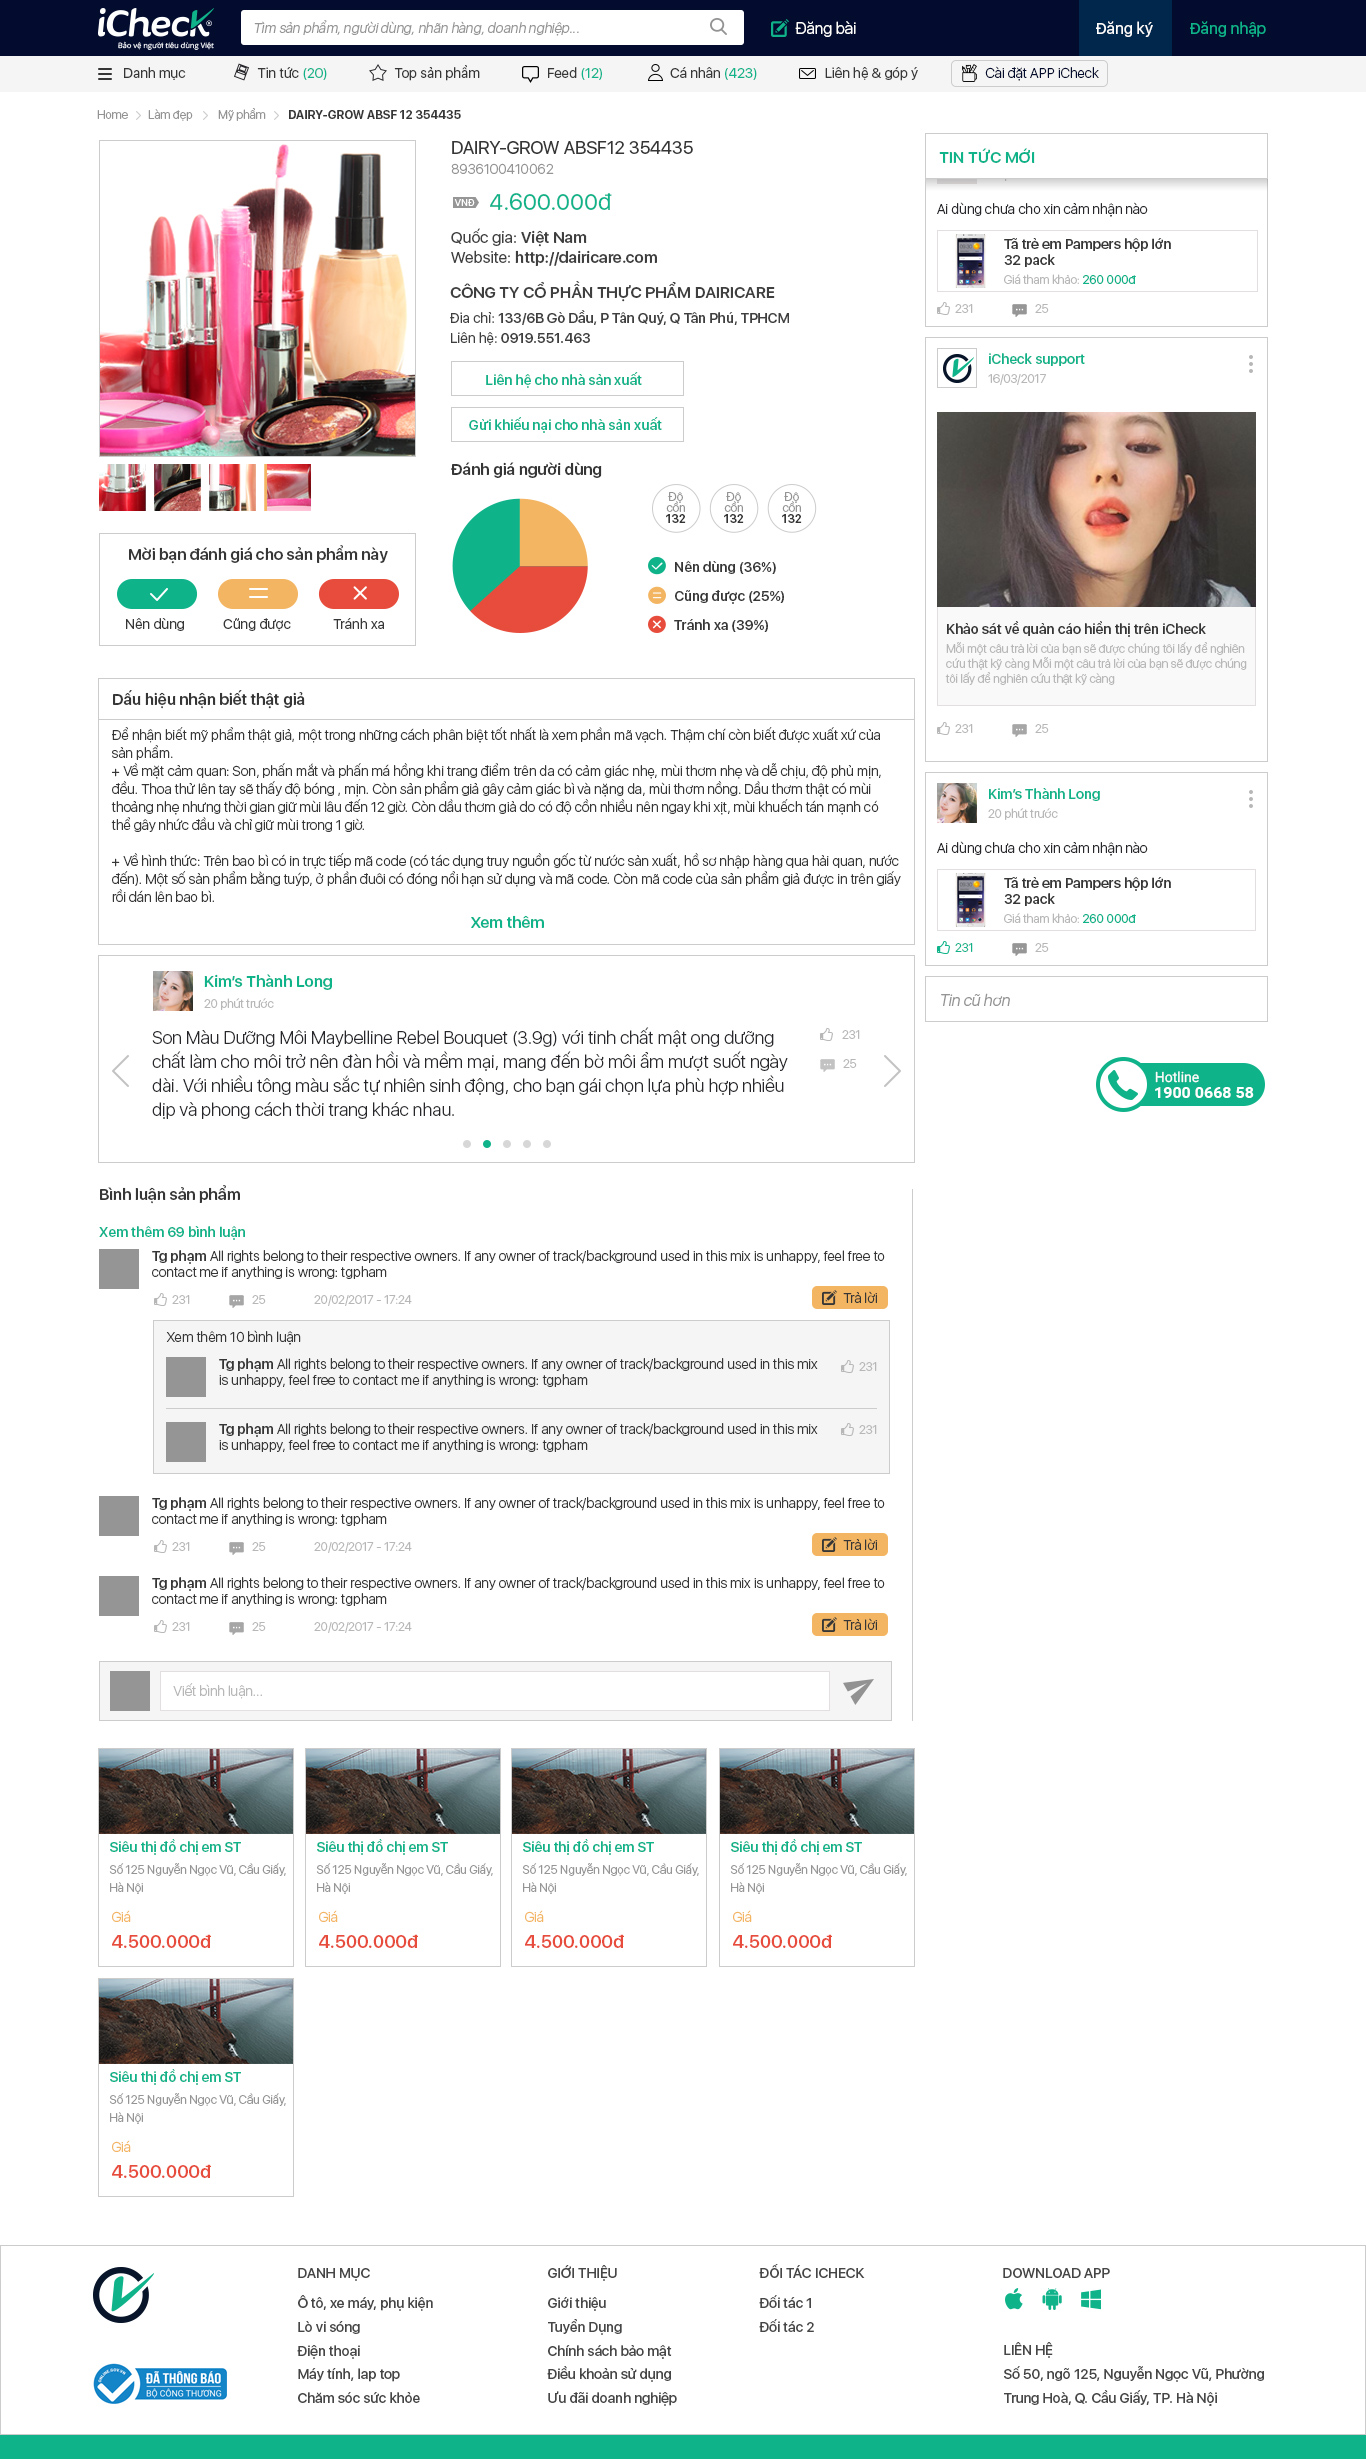 iCheck
Bảo vệ người tiêu dùng Việt
Tìm sản phẩm, người dùng, nhãn hàng, doanh nghiệp...
Đăng bài
Đăng ký
Đăng nhập
Danh mục
Tin tức (20)
Top sản phẩm
Feed (12)
Cá nhân (423)
Liên hệ & góp ý
Cài đặt APP iCheck
Home
Làm đẹp
Mỹ phẩm
DAIRY-GROW ABSF 12 354435
DAIRY-GROW ABSF12 354435
8936100410062
VNĐ 4.600.000đ
Quốc gia: Việt Nam
Website: http://dairicare.com
CÔNG TY CỔ PHẦN THỰC PHẨM DAIRICARE
Đia chỉ: 133/6B Gò Dầu, P Tân Quý, Q Tân Phú, TPHCM
Liên hệ: 0919.551.463
Liên hệ cho nhà sản xuất
Gửi khiếu nại cho nhà sản xuất
Đánh giá người dùng
Độ cồn 132
Độ cồn 132
Độ cồn 132
Nên dùng (36%)
Cũng được (25%)
Tránh xa (39%)
Mời bạn đánh giá cho sản phẩm này
Nên dùng
Cũng được
Tránh xa
Dấu hiệu nhận biết thật giả
Để nhận biết mỹ phẩm thật giả, một trong những cách phân biệt tốt nhất là xem phần mã vạch. Thậm chí còn biết được xuất xứ của
sản phẩm.
+ Về mặt cảm quan: Son, phấn mắt và phấn má hồng khi trang điểm trên da có cảm giác nhẹ, mùi thơm nhẹ và dễ chịu, độ phủ mịn,
đều. Thoa thử lên tay sẽ thấy độ bóng , mịn. Còn sản phẩm giả gây cảm giác bì và nặng da, mùi thơm nồng. Dầu thơm thật có mùi
thoảng nhẹ nhưng thời gian giữ mùi lâu đến 12 giờ. Còn dầu thơm giả do có độ cồn nhiều nên ngay khi xịt, mùi khuếch tán mạnh có
thể gây nhức đầu và chỉ giữ mùi trong 1 giờ.
+ Về hình thức: Trên bao bì có in trực tiếp mã code (có tác dụng truy nguồn gốc từ nước sản xuất, hồ sơ nhập hàng qua hải quan, nước
đến). Một số sản phẩm bằng tuýp, ở phần đuôi có đóng nổi hạn sử dụng và mã code. Còn mã code của sản phẩm giả được in trên giấy
rồi dán lên bao bì.
Xem thêm
Kim's Thành Long
20 phút trước
Son Màu Dưỡng Môi Maybelline Rebel Bouquet (3.9g) với tinh chất mật ong dưỡng
chất làm cho môi trở nên đàn hồi và mềm mại, mang đến bờ môi ẩm mượt suốt ngày
dài. Với nhiều tông màu sắc tự nhiên sinh động, cho bạn gái chọn lựa phù hợp nhiều
dịp và phong cách thời trang khác nhau.
231
25
Bình luận sản phẩm
Xem thêm 69 bình luận
Tg phạm All rights belong to their respective owners. If any owner of track/background used in this mix is unhappy, feel free to
contact me if anything is wrong: tgpham
231 25 20/02/2017 - 17:24
Trả lời
Xem thêm 10 bình luận
Tg phạm All rights belong to their respective owners. If any owner of track/background used in this mix
is unhappy, feel free to contact me if anything is wrong: tgpham
231
Tg phạm All rights belong to their respective owners. If any owner of track/background used in this mix
is unhappy, feel free to contact me if anything is wrong: tgpham
231
Tg phạm All rights belong to their respective owners. If any owner of track/background used in this mix is unhappy, feel free to
contact me if anything is wrong: tgpham
231 25 20/02/2017 - 17:24
Trả lời
Tg phạm All rights belong to their respective owners. If any owner of track/background used in this mix is unhappy, feel free to
contact me if anything is wrong: tgpham
231 25 20/02/2017 - 17:24
Trả lời
Viết bình luận...
Siêu thị đồ chị em ST
Số 125 Nguyễn Ngọc Vũ, Cầu Giấy,
Hà Nội
Giá
4.500.000đ
Siêu thị đồ chị em ST
Số 125 Nguyễn Ngọc Vũ, Cầu Giấy,
Hà Nội
Giá
4.500.000đ
Siêu thị đồ chị em ST
Số 125 Nguyễn Ngọc Vũ, Cầu Giấy,
Hà Nội
Giá
4.500.000đ
Siêu thị đồ chị em ST
Số 125 Nguyễn Ngọc Vũ, Cầu Giấy,
Hà Nội
Giá
4.500.000đ
Siêu thị đồ chị em ST
Số 125 Nguyễn Ngọc Vũ, Cầu Giấy,
Hà Nội
Giá
4.500.000đ
TIN TỨC MỚI
Ai dùng chưa cho xin cảm nhận nào
Tã trẻ em Pampers hộp lớn
32 pack
Giá tham khảo: 260 000đ
231 25
iCheck support
16/03/2017
Khảo sát về quản cáo hiển thị trên iCheck
Mỗi một câu trả lời của bạn sẽ được chúng tôi lấy để nghiên
cứu thật kỹ càng Mỗi một câu trả lời của bạn sẽ được chúng
tôi lấy để nghiên cứu thật kỹ càng
231 25
Kim's Thành Long
20 phút trước
Ai dùng chưa cho xin cảm nhận nào
Tã trẻ em Pampers hộp lớn
32 pack
Giá tham khảo: 260 000đ
231 25
Tin cũ hơn
Hotline
1900 0668 58
ONLINE.GOV.VN
ĐÃ THÔNG BÁO
BỘ CÔNG THƯƠNG
DANH MỤC
Ô tô, xe máy, phụ kiện
Lò vi sóng
Điện thoại
Máy tính, lap top
Chăm sóc sức khỏe
GIỚI THIỆU
Giới thiệu
Tuyển Dụng
Chính sách bảo mật
Điều khoản sử dụng
Ưu đãi doanh nghiệp
ĐỐI TÁC ICHECK
Đối tác 1
Đối tác 2
DOWNLOAD APP
LIÊN HỆ
Số 50, ngõ 125, Nguyễn Ngọc Vũ, Phường
Trung Hoà, Q. Cầu Giấy, TP. Hà Nội